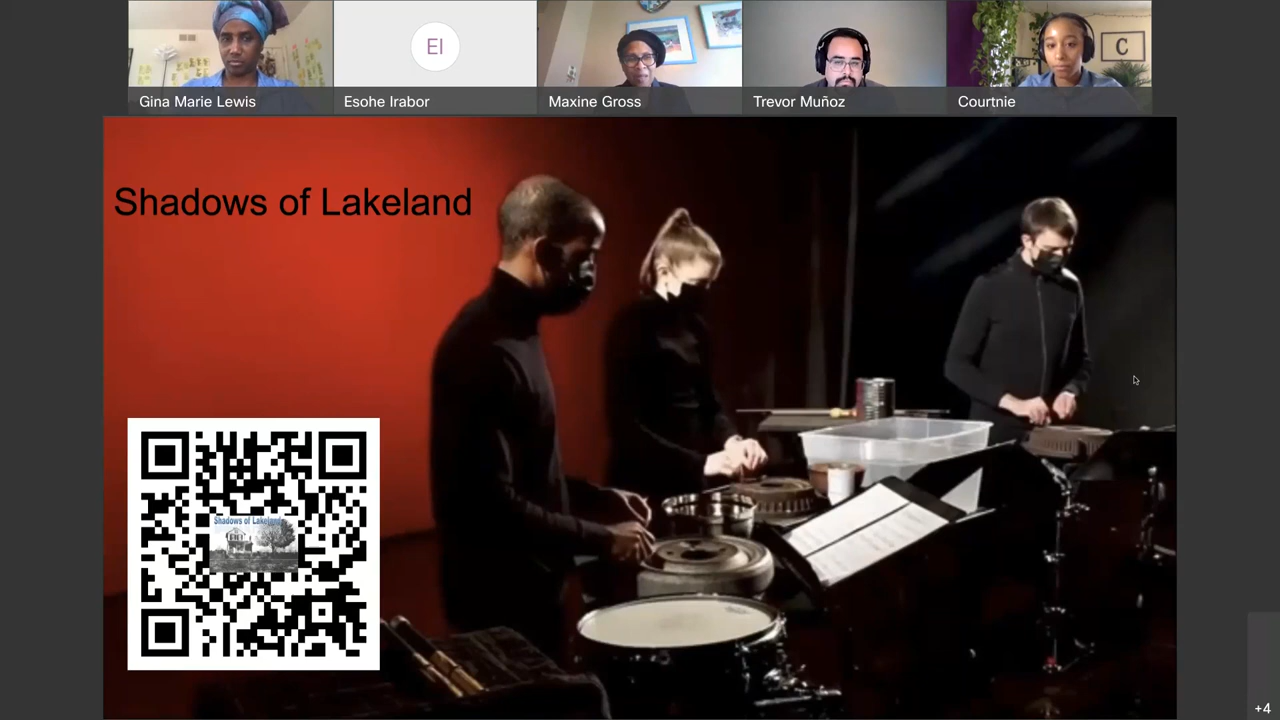 Gina Marie Lewis
EI
Esohe Irabor
Maxine Gross
Trevor Muñoz
C
Courtnie
Shadows of Lakeland
Shadows of Lakeland
+4